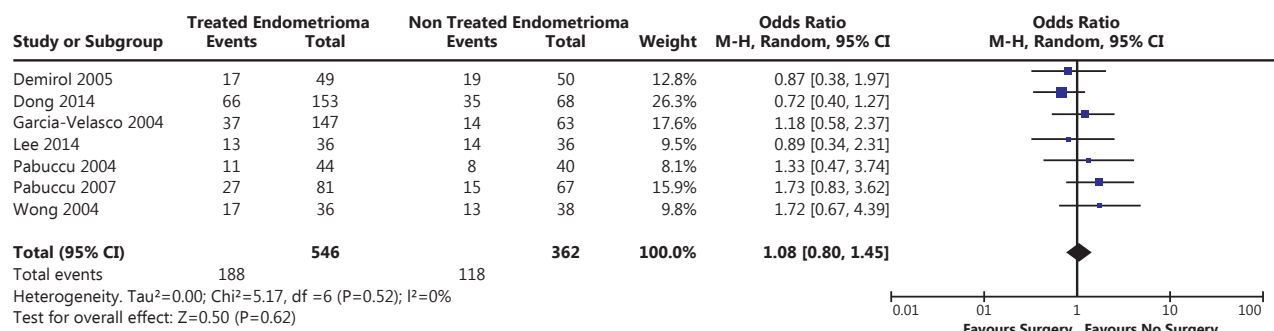 Treated Endometrioma Non Treated Endometrioma Odds Ratio Odds Ratio
Study or Subgroup Events Total Events Total Weight M-H, Random, 95% CI M-H, Random, 95% CI
Demirol 2005 17 49 19 50 12.8% 0.87 [0.38, 1.97]
Dong 2014 66 153 35 68 26.3% 0.72 [0.40, 1.27]
Garcia-Velasco 2004 37 147 14 63 17.6% 1.18 [0.58, 2.37]
Lee 2014 13 36 14 36 9.5% 0.89 [0.34, 2.31]
Pabuccu 2004 11 44 8 40 8.1% 1.33 [0.47, 3.74]
Pabuccu 2007 27 81 15 67 15.9% 1.73 [0.83, 3.62]
Wong 2004 17 36 13 38 9.8% 1.72 [0.67, 4.39]
Total (95% CI) 546 362 100.0% 1.08 [0.80, 1.45]
Total events 188 118
Heterogeneity. Tau²=0.00; Chi²=5.17, df =6 (P=0.52); I²=0%
Test for overall effect: Z=0.50 (P=0.62)
0.01 01 1 10 100
Favours Surgery Favours No Surgery